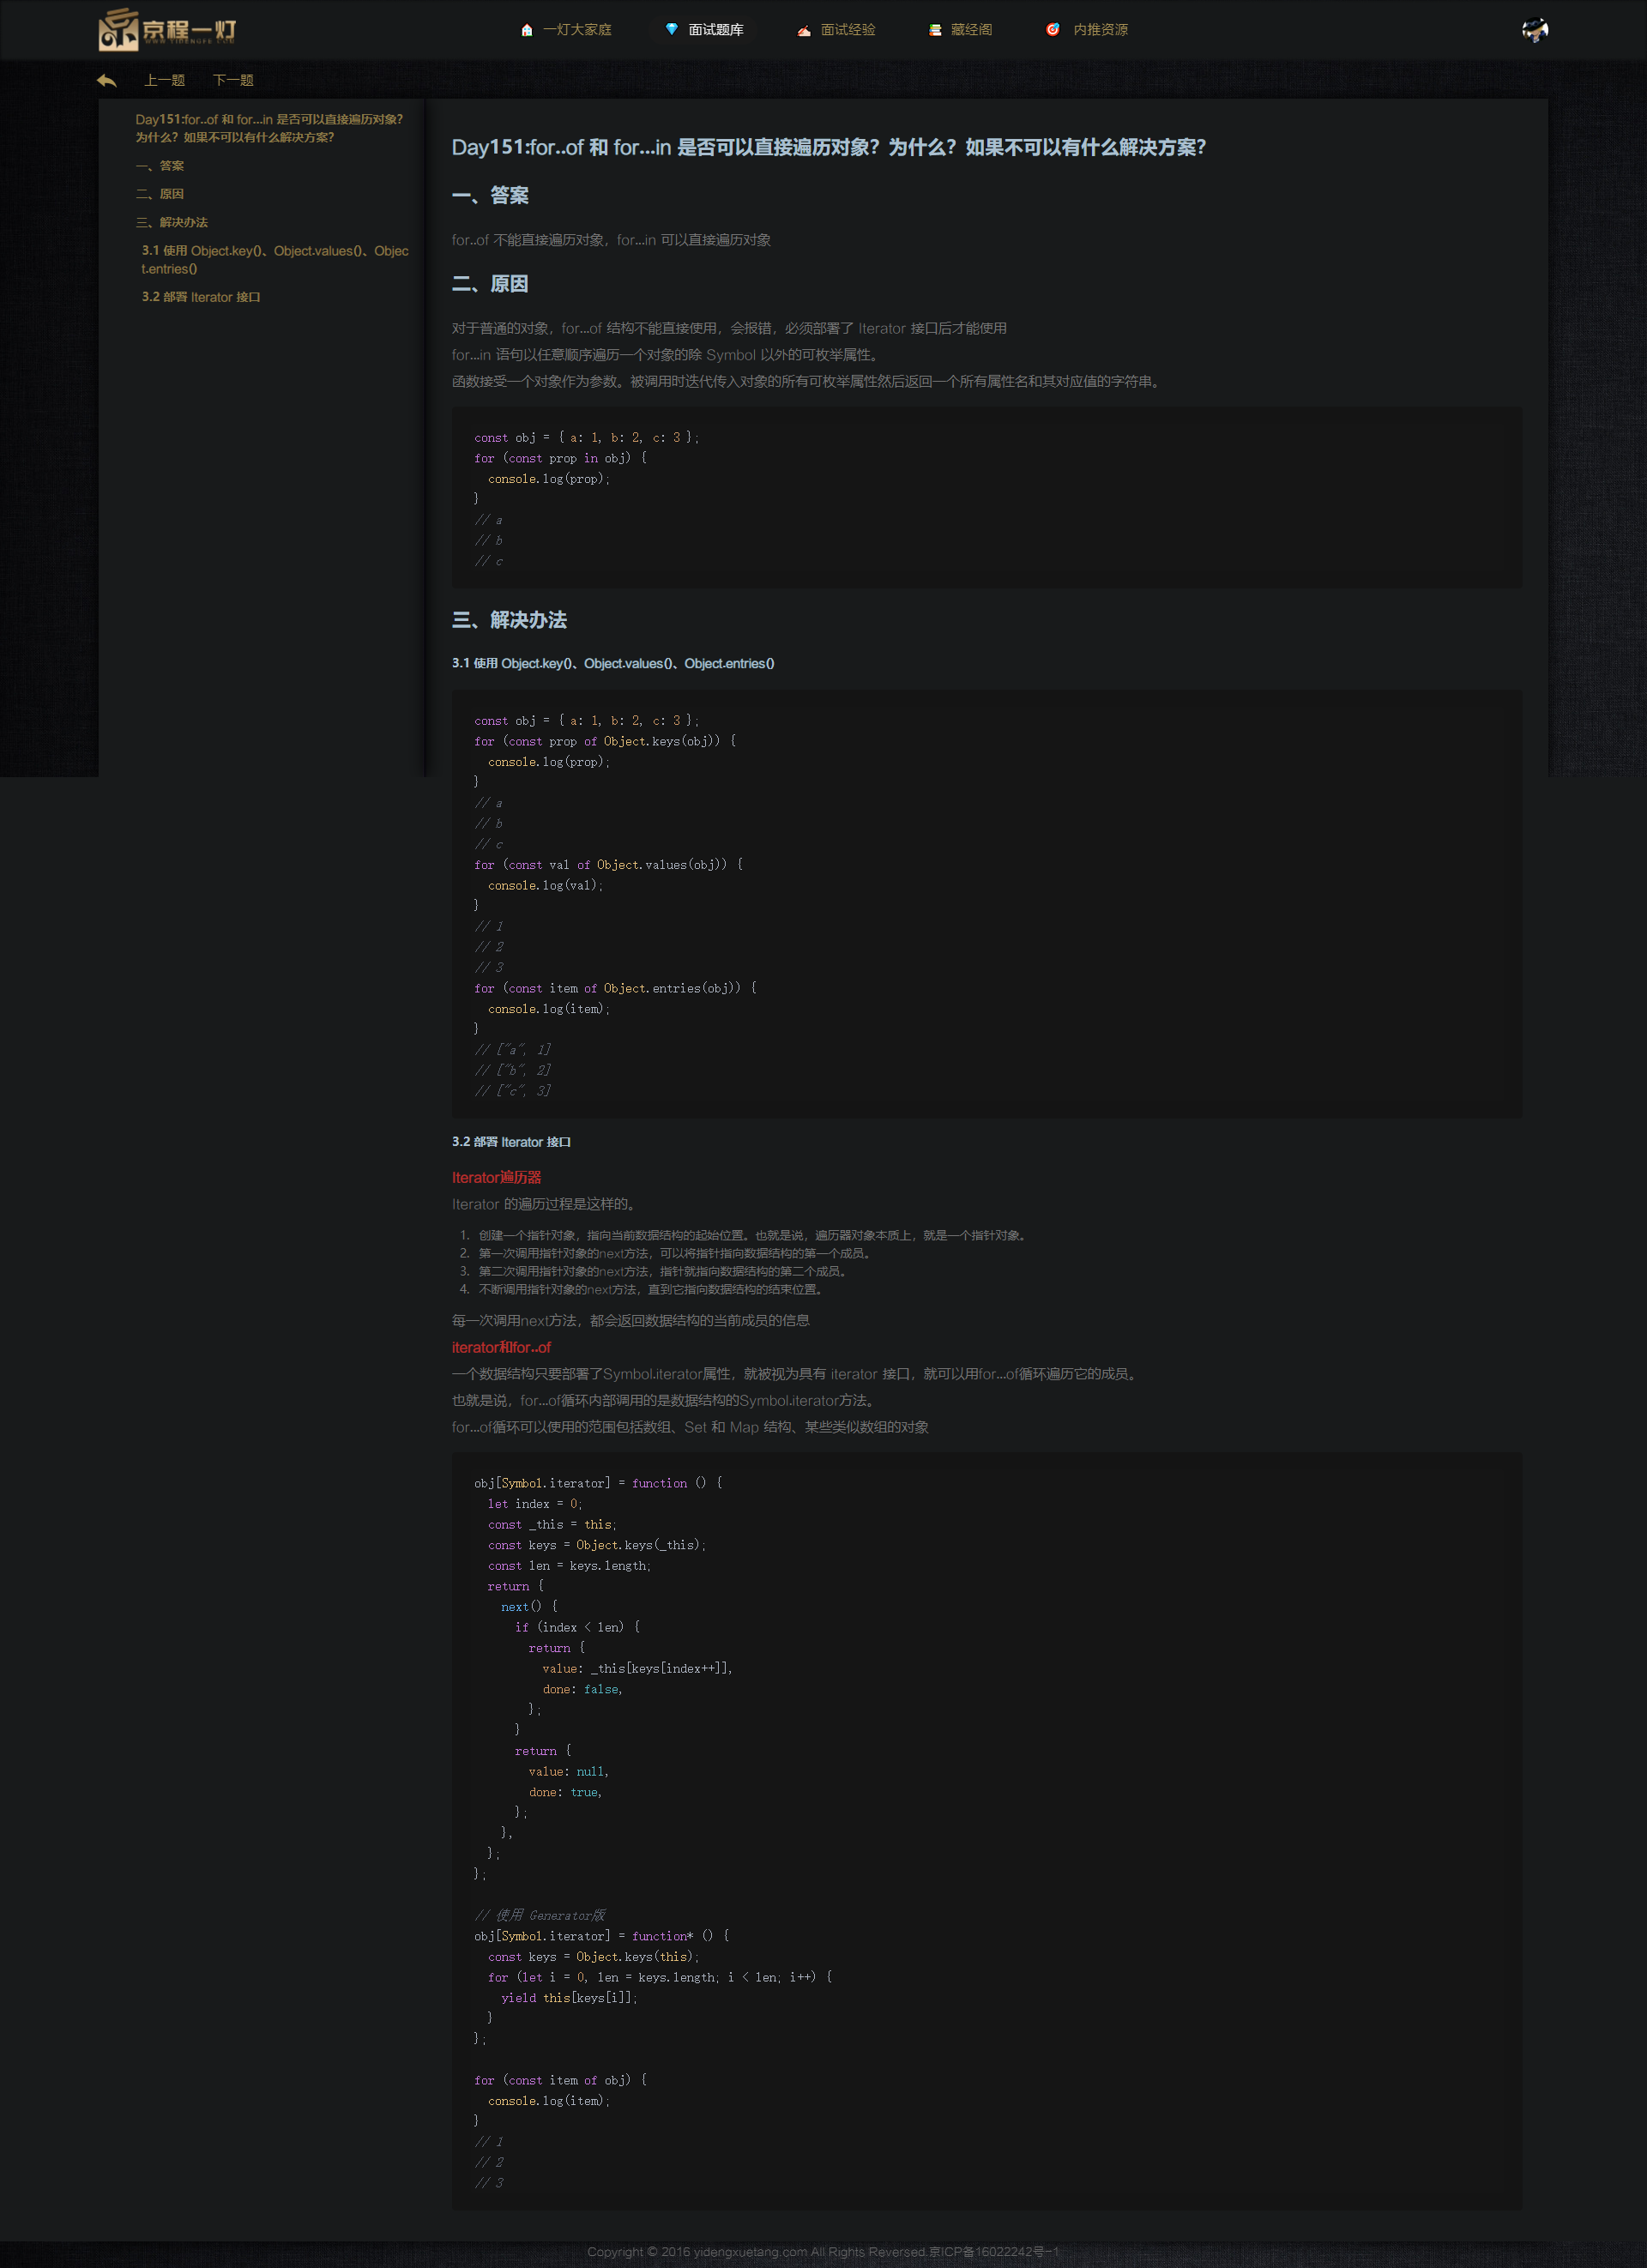 京程一灯
WWW.YIDENGFE.COM
一灯大家庭
面试题库
面试经验
藏经阁
内推资源
上一题
下一题
Day151:for..of 和 for...in 是否可以直接遍历对象?
为什么? 如果不可以有什么解决方案?
一、答案
二、原因
三、解决办法
3.1 使用 Object.key()、Object.values()、Objec
t.entries()
3.2 部署 Iterator 接口
Day151:for..of 和 for...in 是否可以直接遍历对象? 为什么? 如果不可以有什么解决方案?
一、答案
for..of 不能直接遍历对象，for...in 可以直接遍历对象
二、原因
对于普通的对象，for...of 结构不能直接使用，会报错，必须部署了 Iterator 接口后才能使用
for...in 语句以任意顺序遍历一个对象的除 Symbol 以外的可枚举属性。
函数接受一个对象作为参数。被调用时迭代传入对象的所有可枚举属性然后返回一个所有属性名和其对应值的字符串。
const obj = { a: 1, b: 2, c: 3 };
for (const prop in obj) {
  console.log(prop);
}
// a
// b
// c
三、解决办法
3.1 使用 Object.key()、Object.values()、Object.entries()
const obj = { a: 1, b: 2, c: 3 };
for (const prop of Object.keys(obj)) {
  console.log(prop);
}
// a
// b
// c
for (const val of Object.values(obj)) {
  console.log(val);
}
// 1
// 2
// 3
for (const item of Object.entries(obj)) {
  console.log(item);
}
// ["a", 1]
// ["b", 2]
// ["c", 3]
3.2 部署 Iterator 接口
Iterator遍历器
Iterator 的遍历过程是这样的。
1. 创建一个指针对象，指向当前数据结构的起始位置。也就是说，遍历器对象本质上，就是一个指针对象。
2. 第一次调用指针对象的next方法，可以将指针指向数据结构的第一个成员。
3. 第二次调用指针对象的next方法，指针就指向数据结构的第二个成员。
4. 不断调用指针对象的next方法，直到它指向数据结构的结束位置。
每一次调用next方法，都会返回数据结构的当前成员的信息
iterator和for..of
一个数据结构只要部署了Symbol.iterator属性，就被视为具有 iterator 接口，就可以用for...of循环遍历它的成员。
也就是说，for...of循环内部调用的是数据结构的Symbol.iterator方法。
for...of循环可以使用的范围包括数组、Set 和 Map 结构、某些类似数组的对象
obj[Symbol.iterator] = function () {
  let index = 0;
  const _this = this;
  const keys = Object.keys(_this);
  const len = keys.length;
  return {
    next() {
      if (index < len) {
        return {
          value: _this[keys[index++]],
          done: false,
        };
      }
      return {
        value: null,
        done: true,
      };
    },
  };
};
// 使用 Generator版
obj[Symbol.iterator] = function* () {
  const keys = Object.keys(this);
  for (let i = 0, len = keys.length; i < len; i++) {
    yield this[keys[i]];
  }
};
for (const item of obj) {
  console.log(item);
}
// 1
// 2
// 3
Copyright © 2016 yidengxuetang.com All Rights Reversed.京ICP备16022242号-1